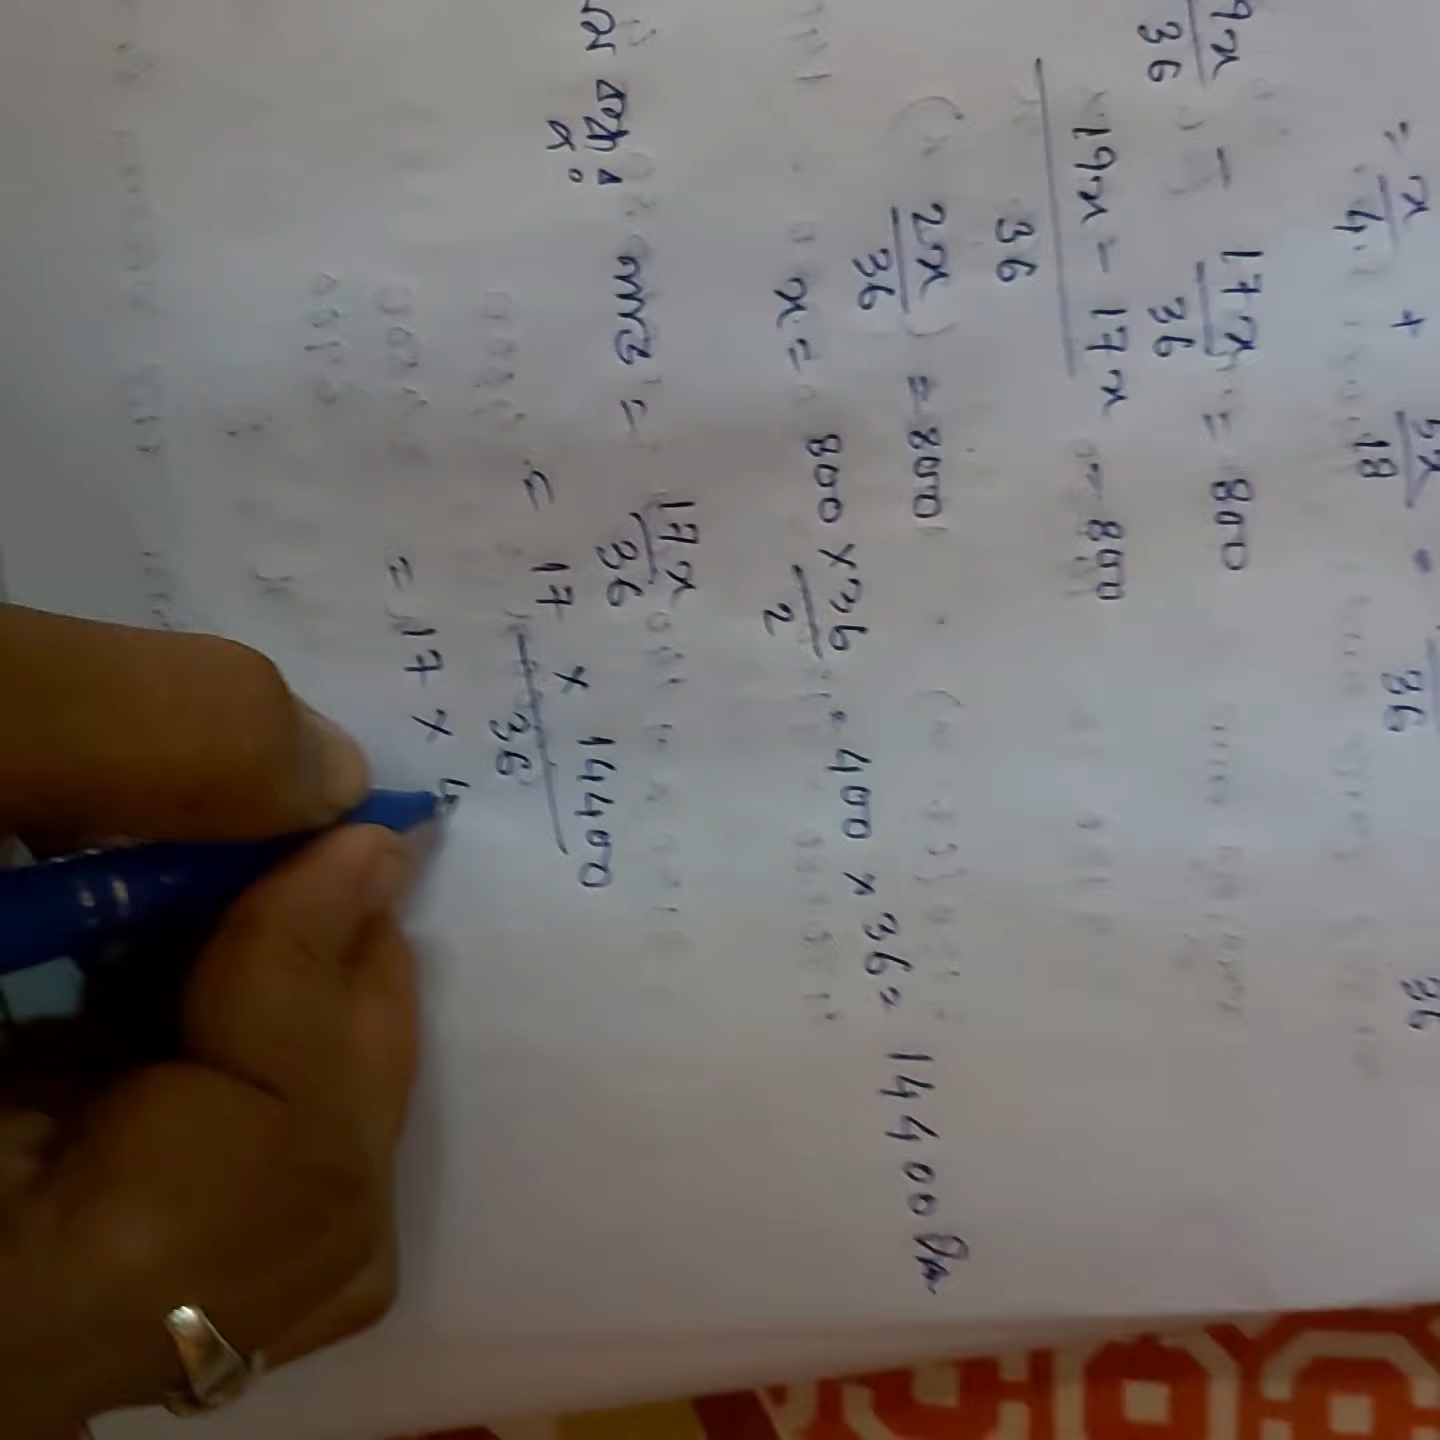 = x/4 + 5x/18
36
36
9x/36 - 17x/36 = 800
19x - 17x/36 = 800
2x/36 = 800
x = 800 × 36/2 = 400 × 36 = 14400
= 17x/36
= 17 × 14400/36
= 17 × 4